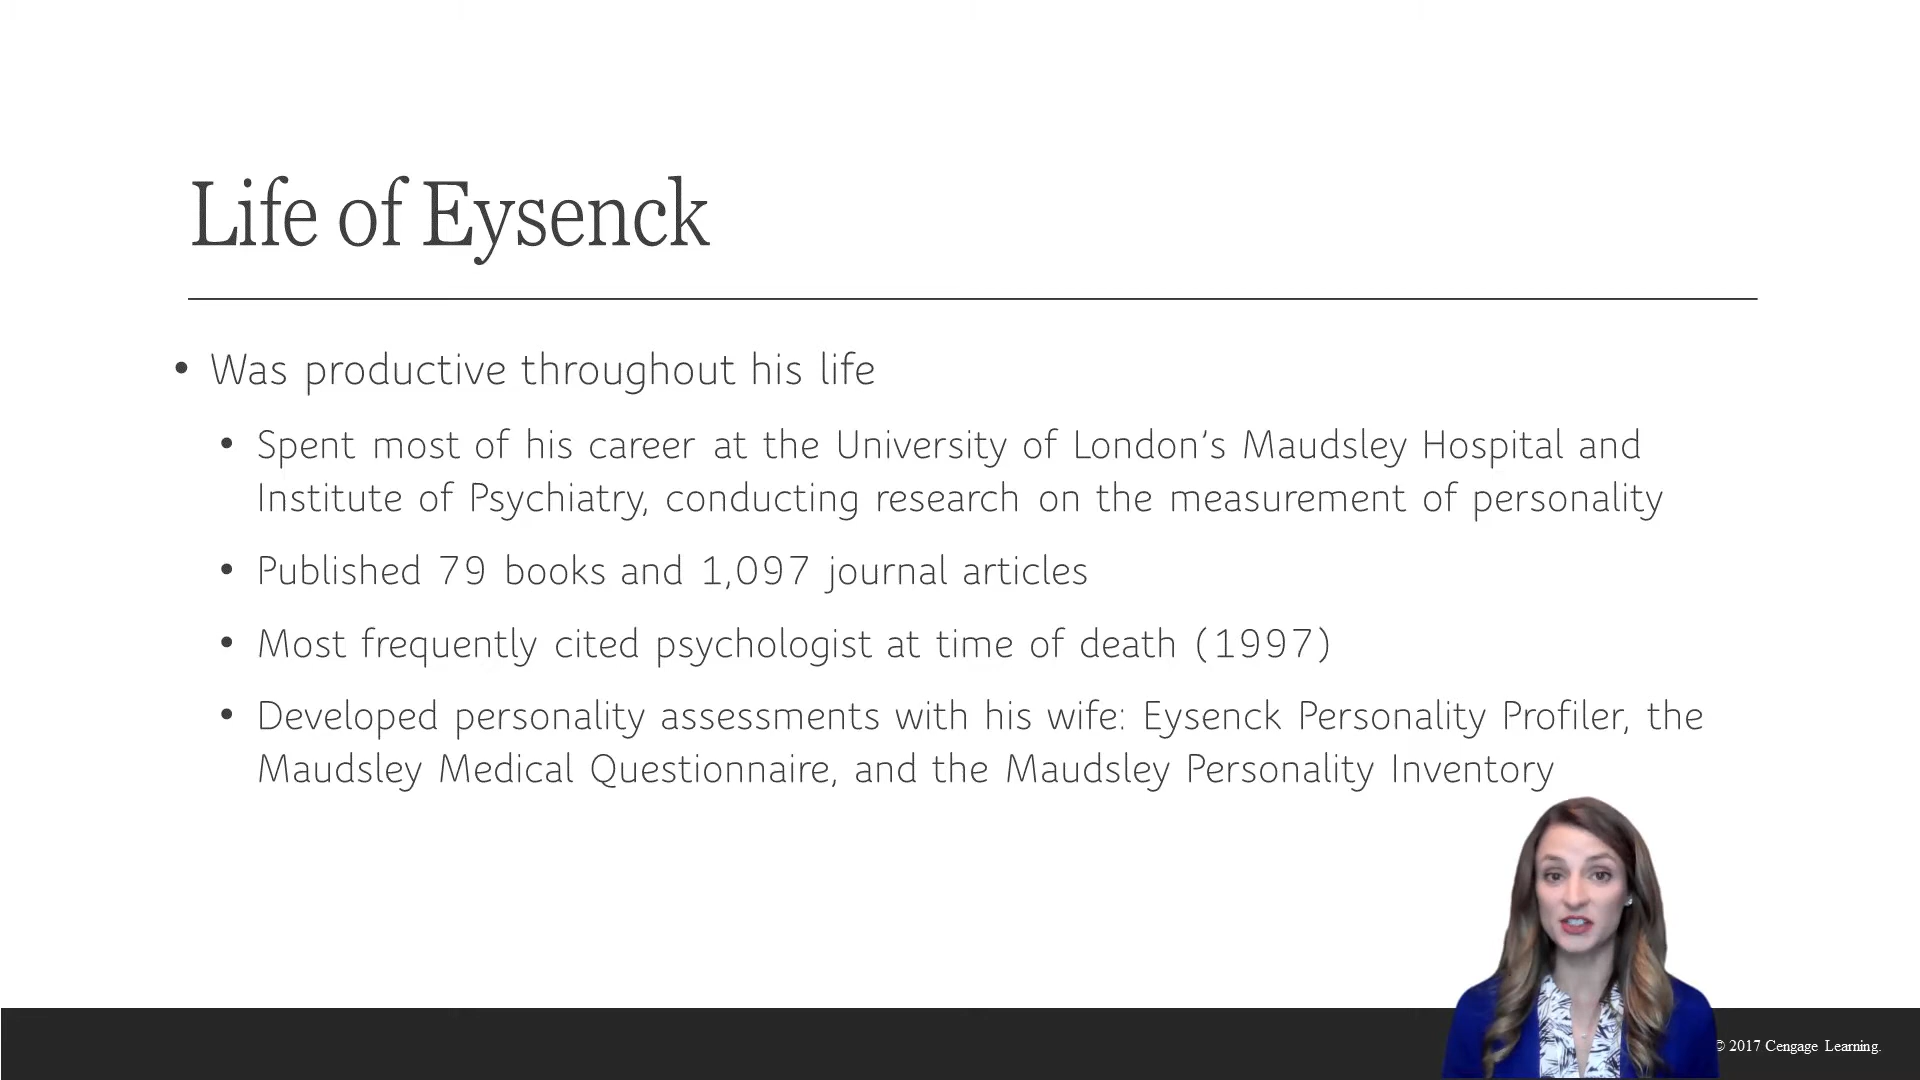 Life of Eysenck
• Was productive throughout his life
• Spent most of his career at the University of London’s Maudsley Hospital and
Institute of Psychiatry, conducting research on the measurement of personality
• Published 79 books and 1,097 journal articles
• Most frequently cited psychologist at time of death (1997)
• Developed personality assessments with his wife: Eysenck Personality Profiler, the
Maudsley Medical Questionnaire, and the Maudsley Personality Inventory
© 2017 Cengage Learning.